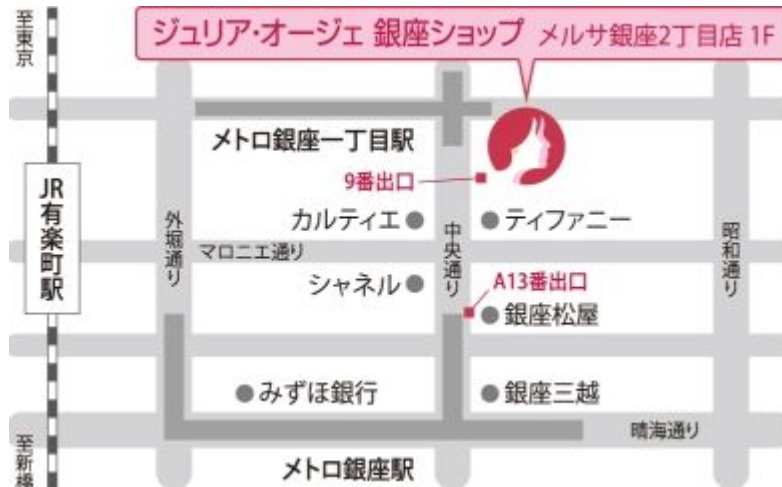 至東京
ジュリア・オージェ 銀座ショップ メルサ銀座2丁目店 1F
メトロ銀座一丁目駅
9番出口
JR有楽町駅
外堀通り
カルティエ
中央通り
ティファニー
昭和通り
マロニエ通り
シャネル
A13番出口
銀座松屋
みずほ銀行
銀座三越
晴海通り
至新橋
メトロ銀座駅